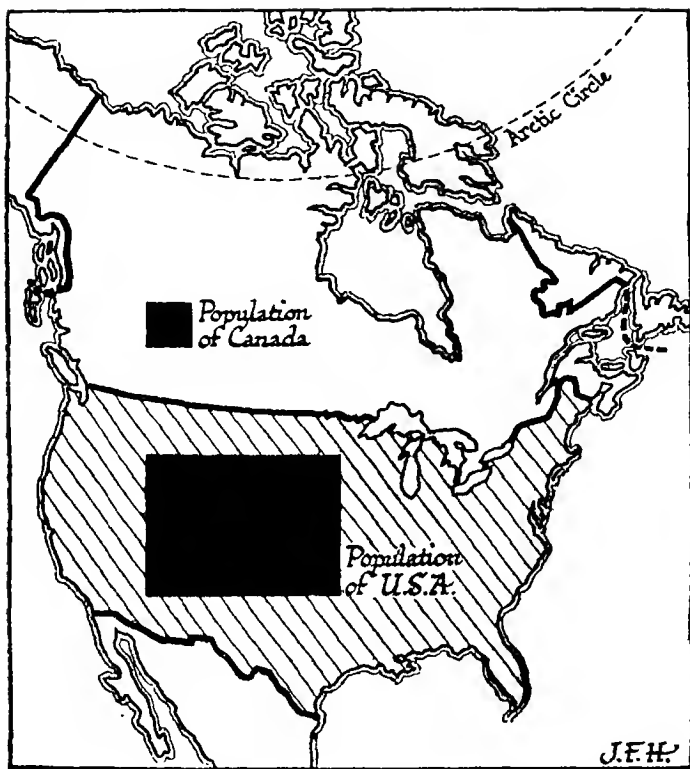 Arctic Circle
Population
of Canada
Population
of U.S.A.
J.F.H.